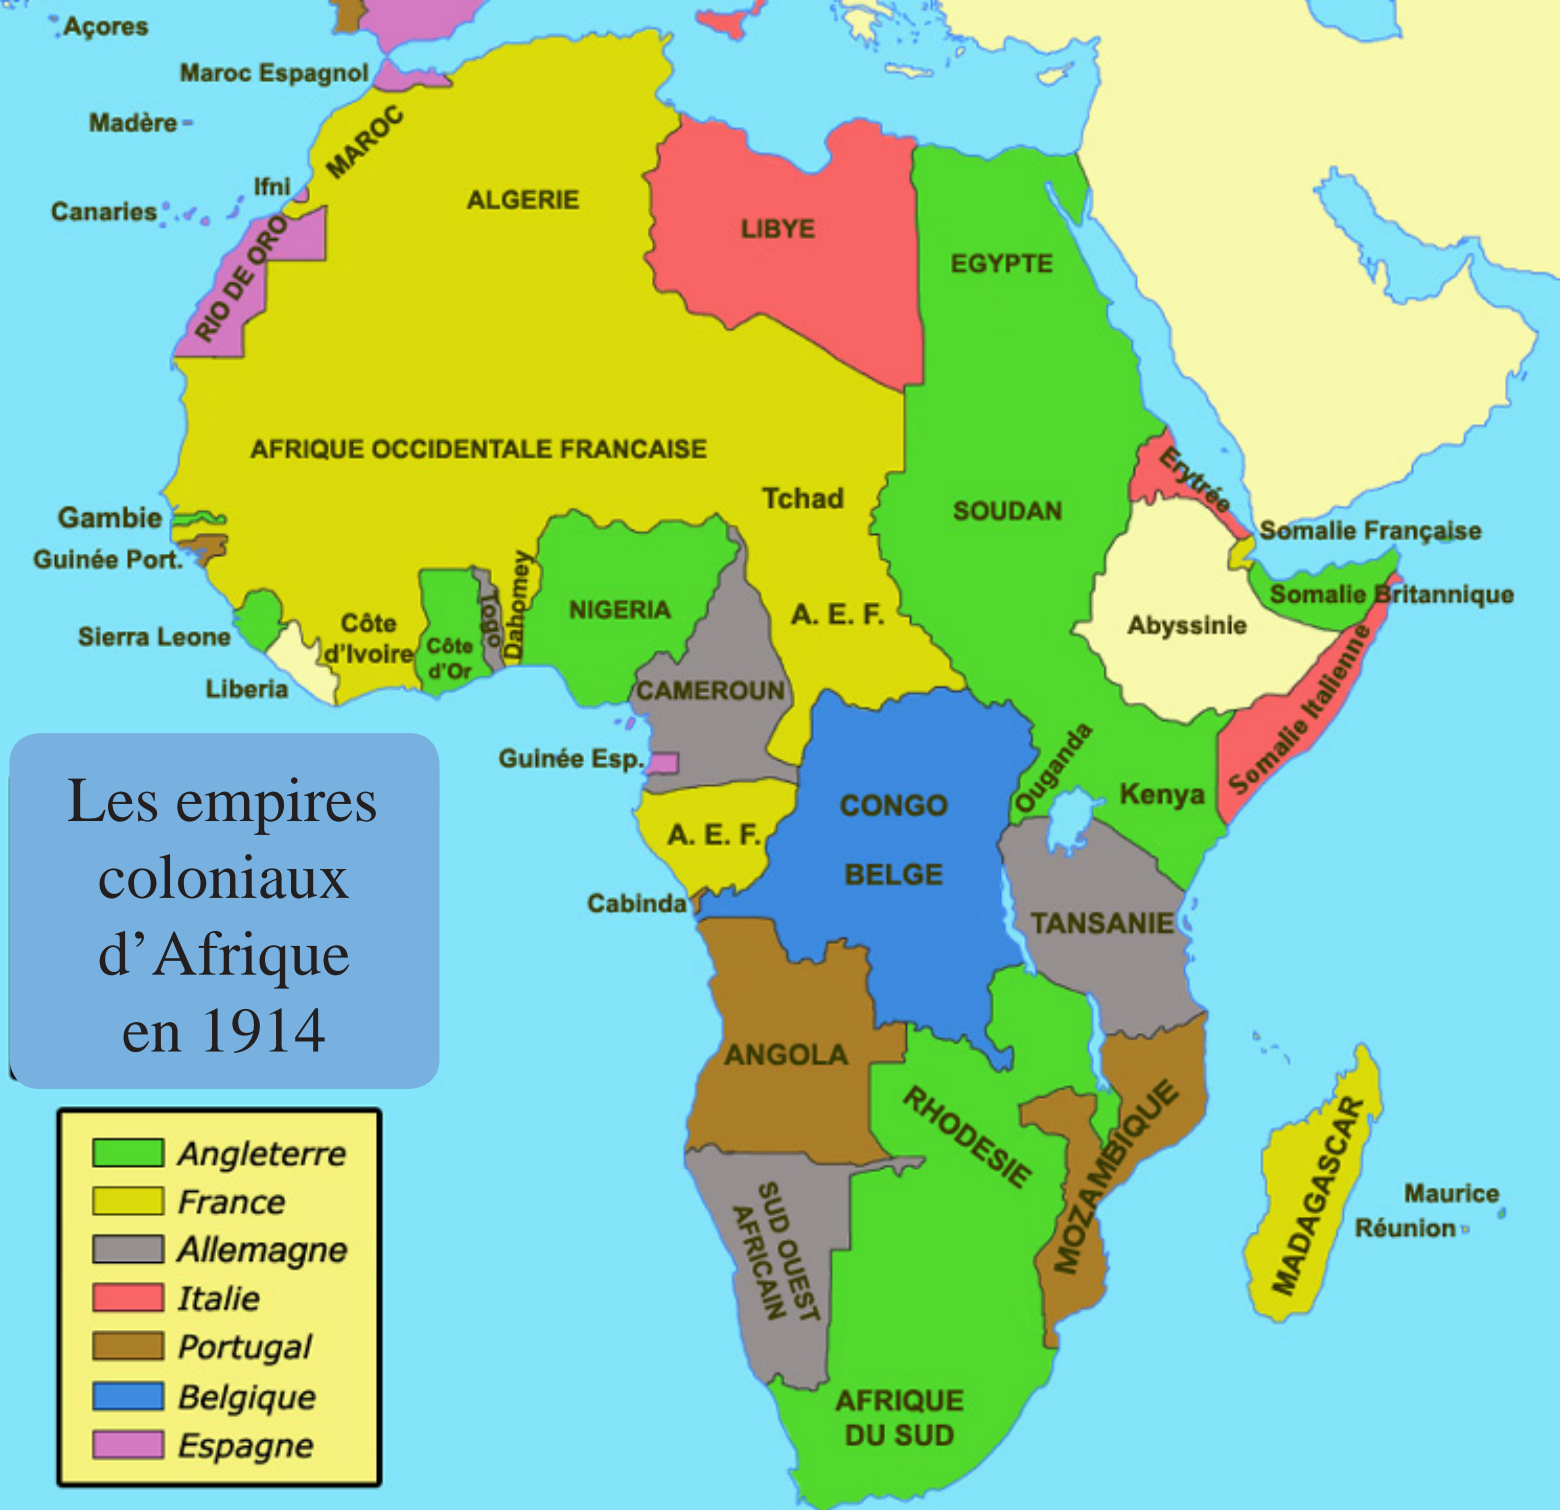 Açores
Maroc Espagnol
Madère
MAROC
Ifni
Canaries
RIO DE ORO
ALGERIE
LIBYE
EGYPTE
AFRIQUE OCCIDENTALE FRANCAISE
Tchad
SOUDAN
Erytrée
Gambie
Guinée Port.
Somalie Française
Somalie Britannique
Sierra Leone
Liberia
Côte
d'Ivoire
Côte
d'Or
Togo
Dahomey
NIGERIA
A. E. F.
Abyssinie
CAMEROUN
Somalie Italienne
Guinée Esp.
Ouganda
Kenya
A. E. F.
CONGO
BELGE
Cabinda
TANSANIE
ANGOLA
RHODESIE
MOZAMBIQUE
SUD OUEST
AFRICAIN
MADAGASCAR
Maurice
Réunion
AFRIQUE
DU SUD
Les empires
coloniaux
d’Afrique
en 1914
Angleterre
France
Allemagne
Italie
Portugal
Belgique
Espagne